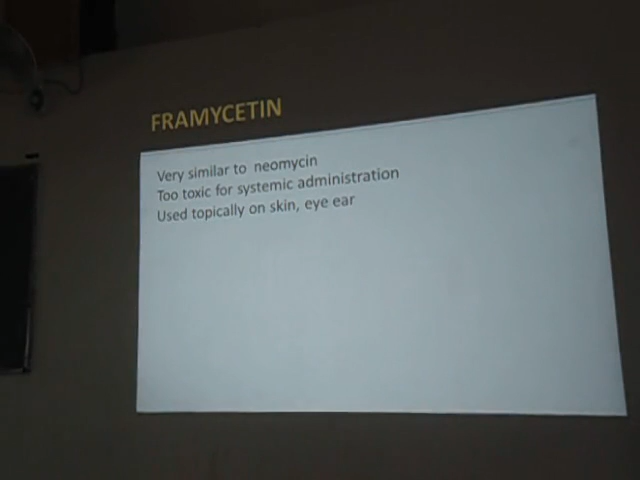 FRAMYCETIN
Very similar to neomycin
Too toxic for systemic administration
Used topically on skin, eye ear